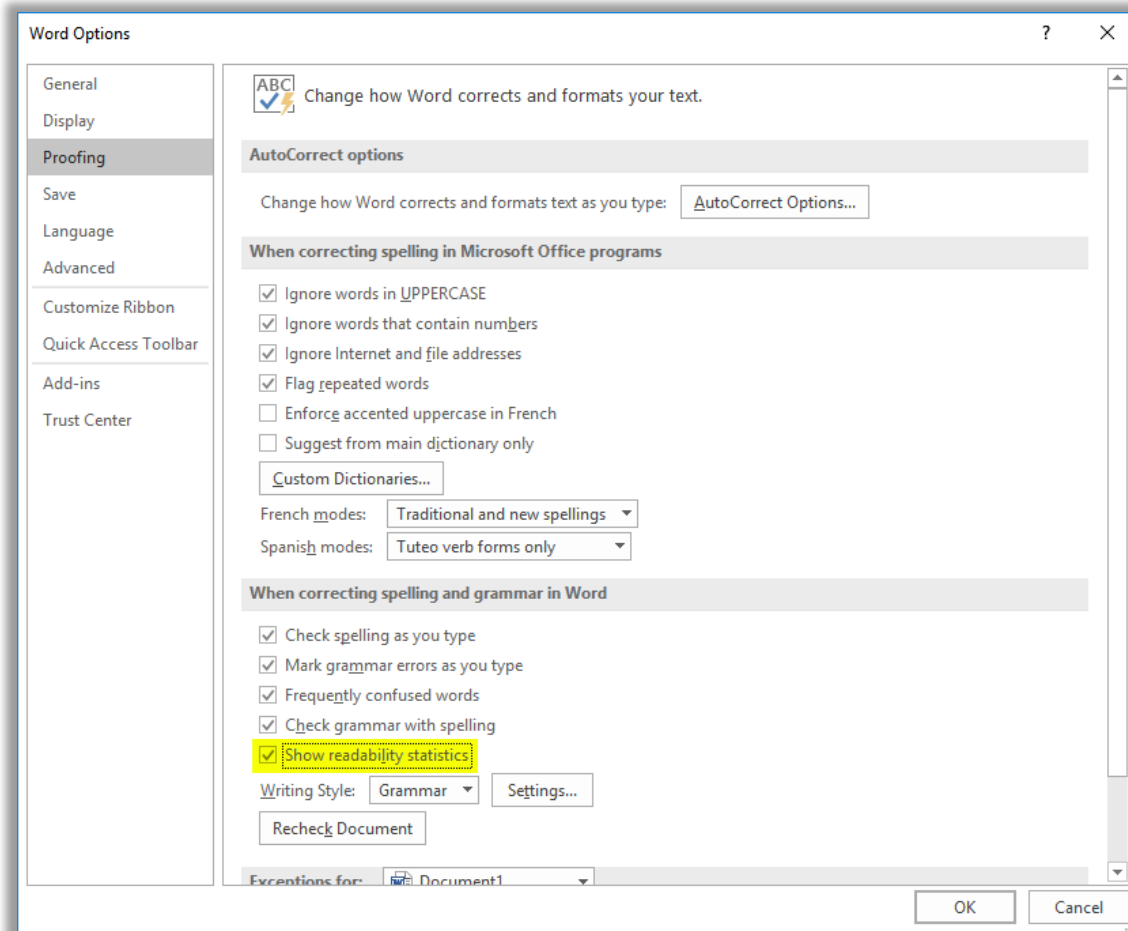 Word Options ?
General
Display
Proofing
Save
Language
Advanced
Customize Ribbon
Quick Access Toolbar
Add-ins
Trust Center
ABC Change how Word corrects and formats your text.
AutoCorrect options
Change how Word corrects and formats text as you type: AutoCorrect Options...
When correcting spelling in Microsoft Office programs
Ignore words in UPPERCASE
Ignore words that contain numbers
Ignore Internet and file addresses
Flag repeated words
Enforce accented uppercase in French
Suggest from main dictionary only
Custom Dictionaries...
French modes: Traditional and new spellings
Spanish modes: Tuteo verb forms only
When correcting spelling and grammar in Word
Check spelling as you type
Mark grammar errors as you type
Frequently confused words
Check grammar with spelling
Show readability statistics
Writing Style: Grammar Settings...
Recheck Document
Exceptions for: Document1
OK Cancel